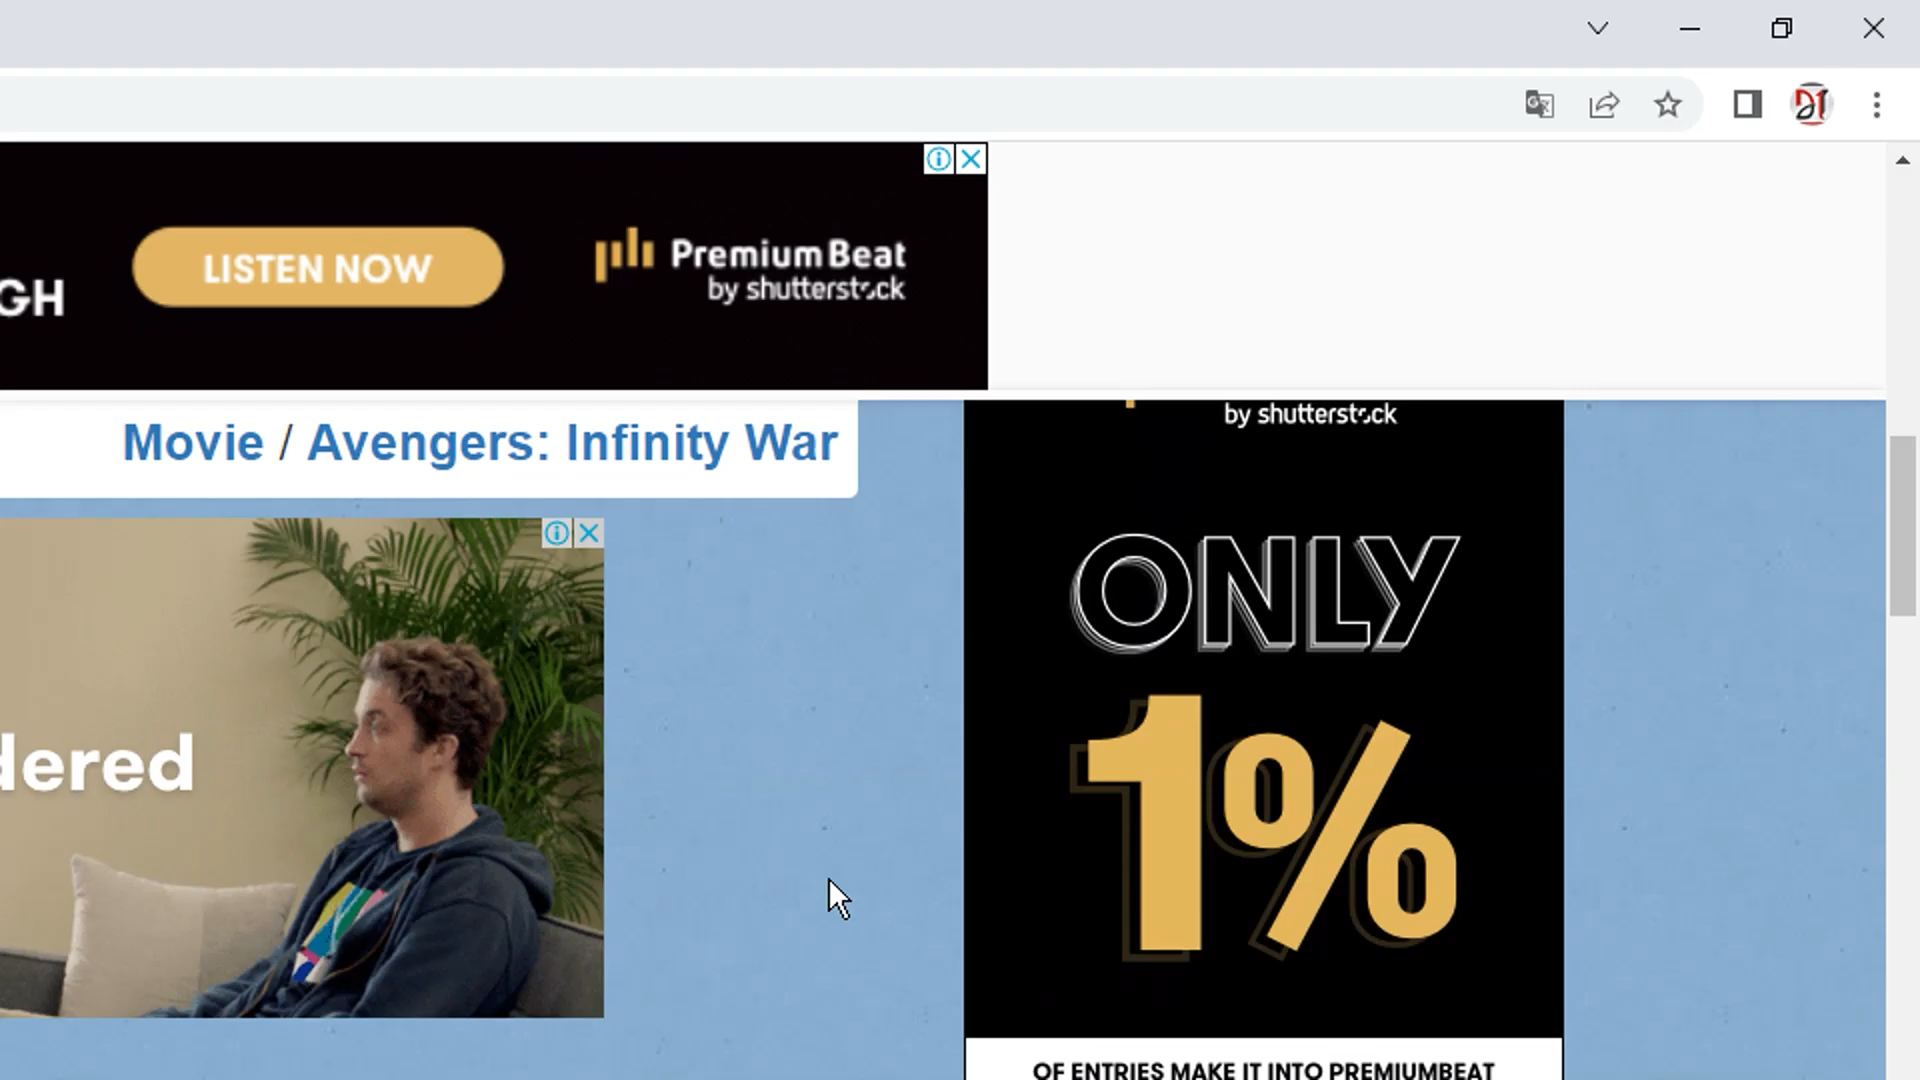 GH
LISTEN NOW
PremiumBeat
by shutterstock
Movie / Avengers: Infinity War
by shutterstock
dered
ONLY
1%
OF ENTRIES MAKE IT INTO PREMIUMBEAT